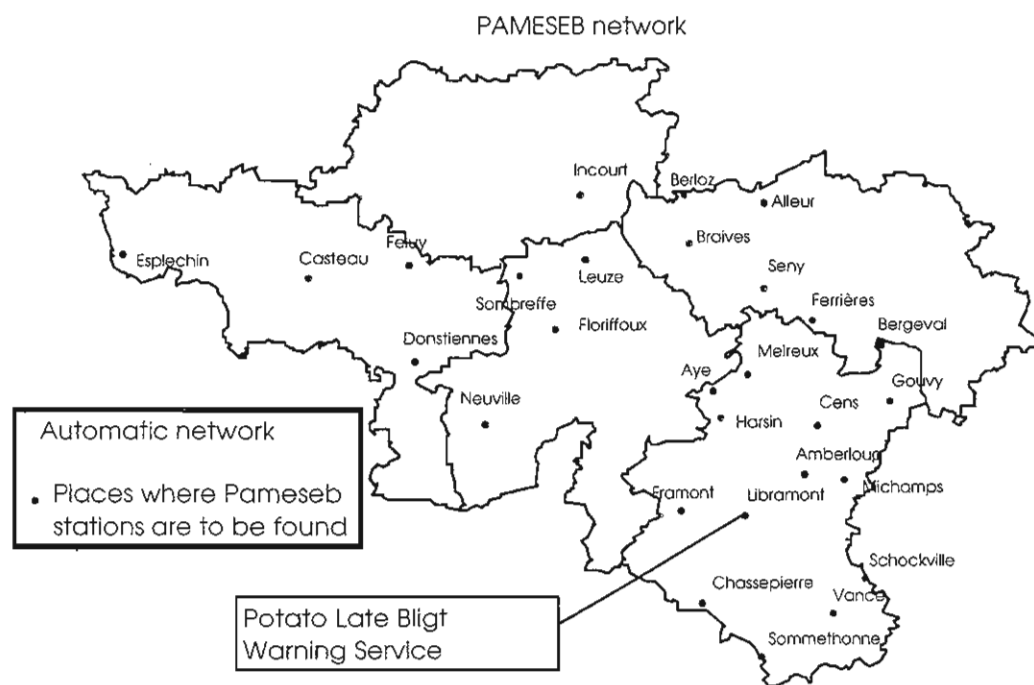 PAMESEB network
Incourt
Berloz
Alleur
Braives
Esplechin
Casteau
Feluy
Leuze
Seny
Sombreffe
Ferrières
Floriffoux
Bergeval
Donstiennes
Melreux
Aye
Gouvy
Neuville
Cens
Harsin
Automatic network
Amberloup
Places where Pameseb
stations are to be found
Framont
Libramont
Michamps
Schockville
Chassepierre
Vance
Potato Late Bligt
Warning Service
Sommethonne